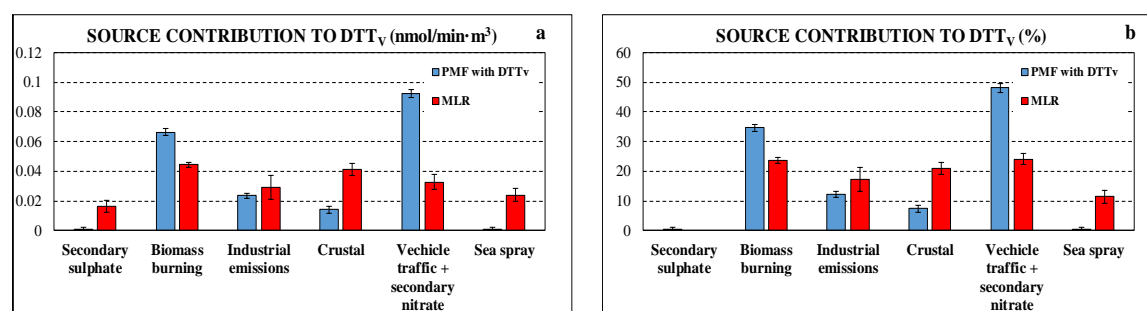 SOURCE CONTRIBUTION TO DTTV (nmol/min·m³) a
0.12
0.1
0.08
0.06
0.04
0.02
0
PMF with DTTv
MLR
Secondary sulphate
Biomass burning
Industrial emissions
Crustal
Vechicle traffic + secondary nitrate
Sea spray
SOURCE CONTRIBUTION TO DTTV (%) b
60
50
40
30
20
10
0
PMF with DTTv
MLR
Secondary sulphate
Biomass burning
Industrial emissions
Crustal
Vechicle traffic + secondary nitrate
Sea spray